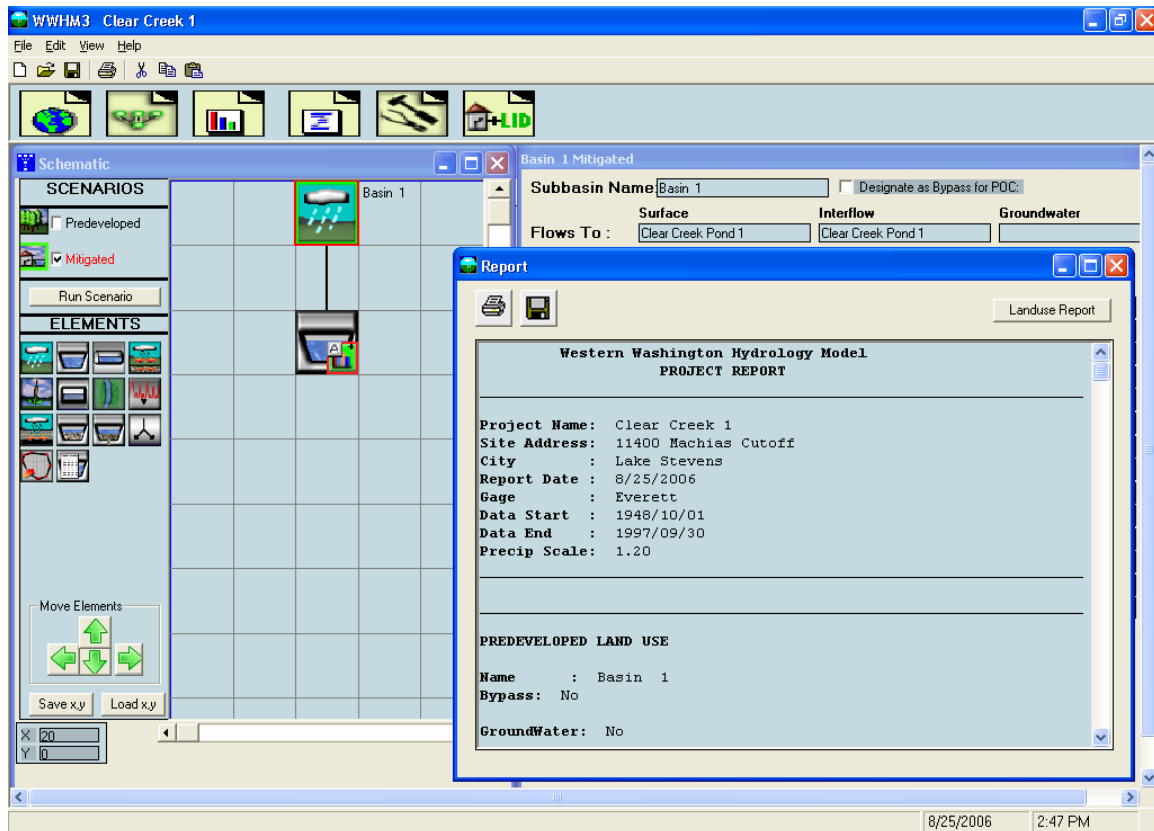 WWHM3 Clear Creek 1
File Edit View Help
+LID
Schematic
SCENARIOS
Predeveloped
Mitigated
Run Scenario
ELEMENTS
Move Elements
Save x,y Load x,y
X 20
Y 0
Basin 1
A
Basin 1 Mitigated
Subbasin Name: Basin 1 Designate as Bypass for POC:
Surface Interflow Groundwater
Flows To : Clear Creek Pond 1 Clear Creek Pond 1
Report
Landuse Report
Western Washington Hydrology Model
PROJECT REPORT
Project Name: Clear Creek 1
Site Address: 11400 Machias Cutoff
City : Lake Stevens
Report Date : 8/25/2006
Gage : Everett
Data Start : 1948/10/01
Data End : 1997/09/30
Precip Scale: 1.20
PREDEVELOPED LAND USE
Name : Basin 1
Bypass: No
GroundWater: No
8/25/2006 2:47 PM